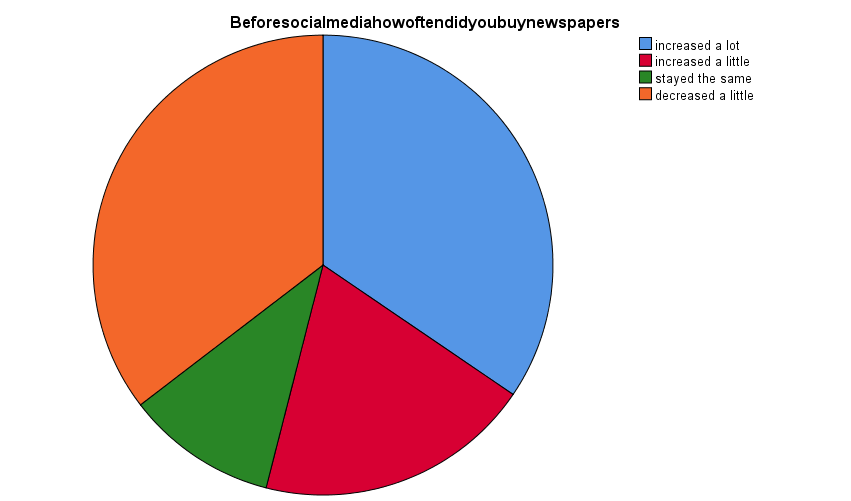 Beforesocialmediahowoftendidyoubuynewspapers
increased a lot
increased a little
stayed the same
decreased a little